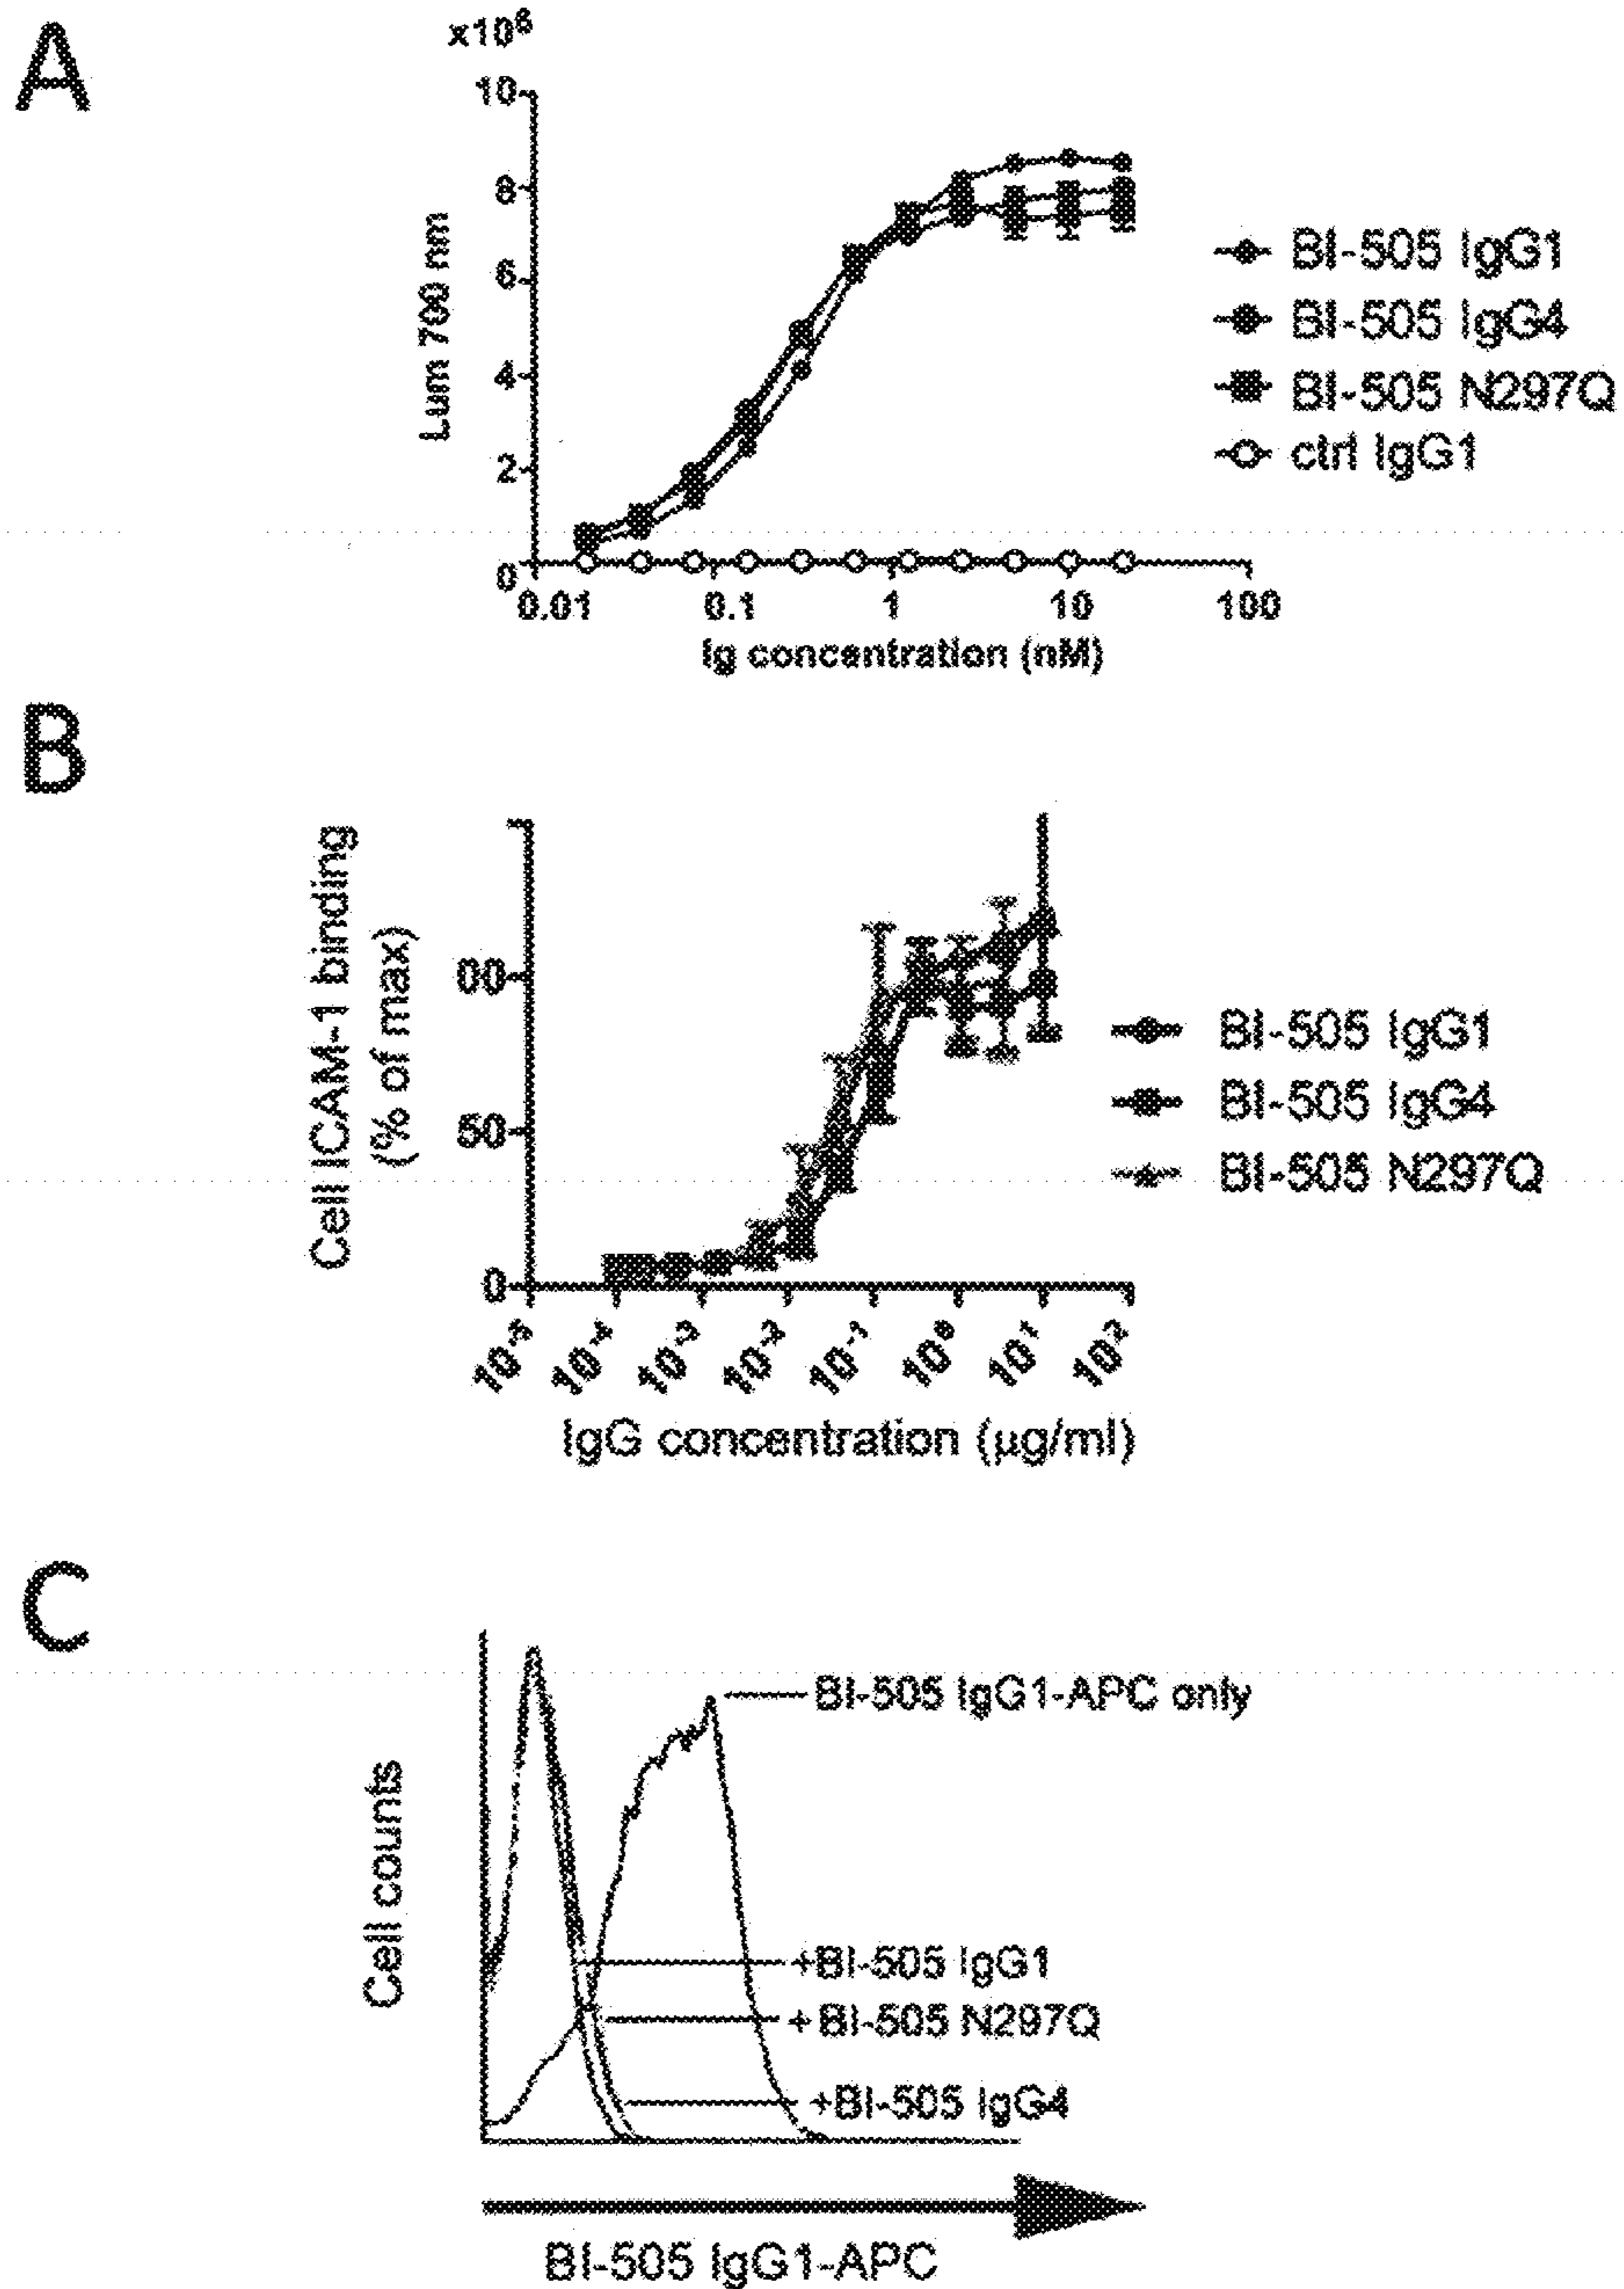 A
x10⁶
10
8
6
4
2
0
Lum 700 nm
0.01 0.1 1 10 100
Ig concentration (nM)
BI-505 IgG1
BI-505 IgG4
BI-505 N297Q
ctrl IgG1
B
Cell ICAM-1 binding
(% of max)
00
50
0
10⁻⁵ 10⁻⁴ 10⁻³ 10⁻² 10⁻¹ 10⁰ 10¹ 10²
IgG concentration (µg/ml)
BI-505 IgG1
BI-505 IgG4
BI-505 N297Q
C
Cell counts
BI-505 IgG1-APC only
+BI-505 IgG1
+BI-505 N297Q
+BI-505 IgG4
BI-505 IgG1-APC